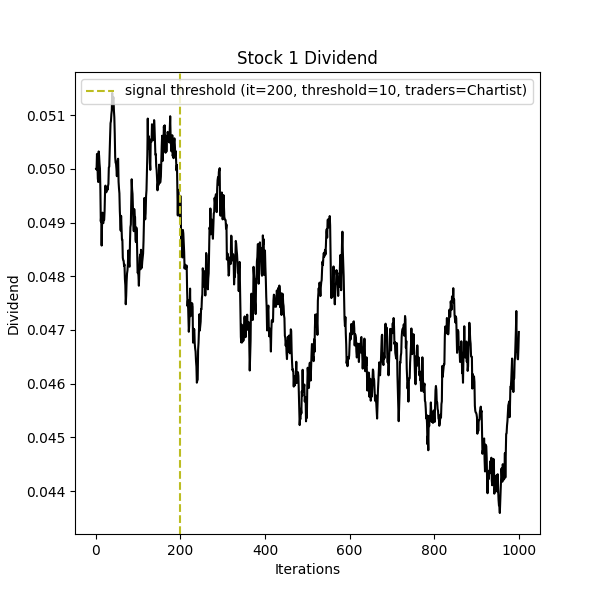 Stock 1 Dividend
signal threshold (it=200, threshold=10, traders=Chartist)
Dividend
0.051
0.050
0.049
0.048
0.047
0.046
0.045
0.044
0 200 400 600 800 1000
Iterations